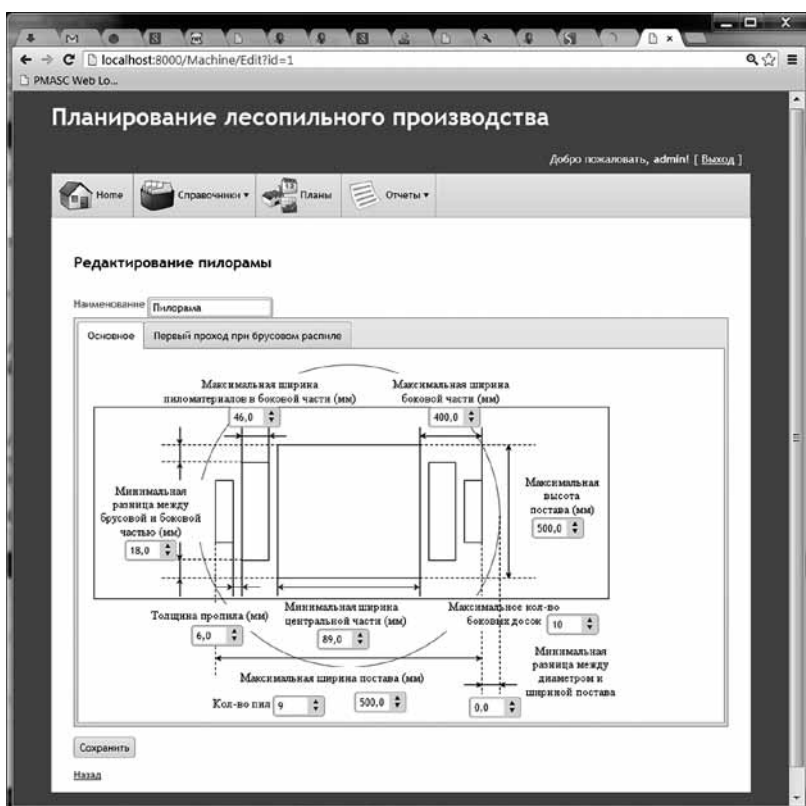 localhost:8000/Machine/Edit?id=1
PMASC Web Lo...
Планирование лесопильного производства
Добро пожаловать, admin! [ Выход ]
Home
Справочники
Планы
Отчеты
Редактирование пилорамы
Наименование Пилорама
Основное
Первый проход при брусовом распиле
Максимальная ширина
пиломатериалов в боковой части (мм)
46,0
Максимальная ширина
боковой части (мм)
400,0
Минимальная
разница между
брусовой и боковой
частью (мм)
18,0
Максимальная
высота
постава (мм)
500,0
Толщина пропила (мм)
6,0
Минимальная ширина
центральной части (мм)
89,0
Максимальное кол-во
боковых досок 10
Минимальная
разница между
диаметром и
шириной постава
0,0
Максимальная ширина постава (мм)
500,0
Кол-во пил 9
Сохранить
Назад